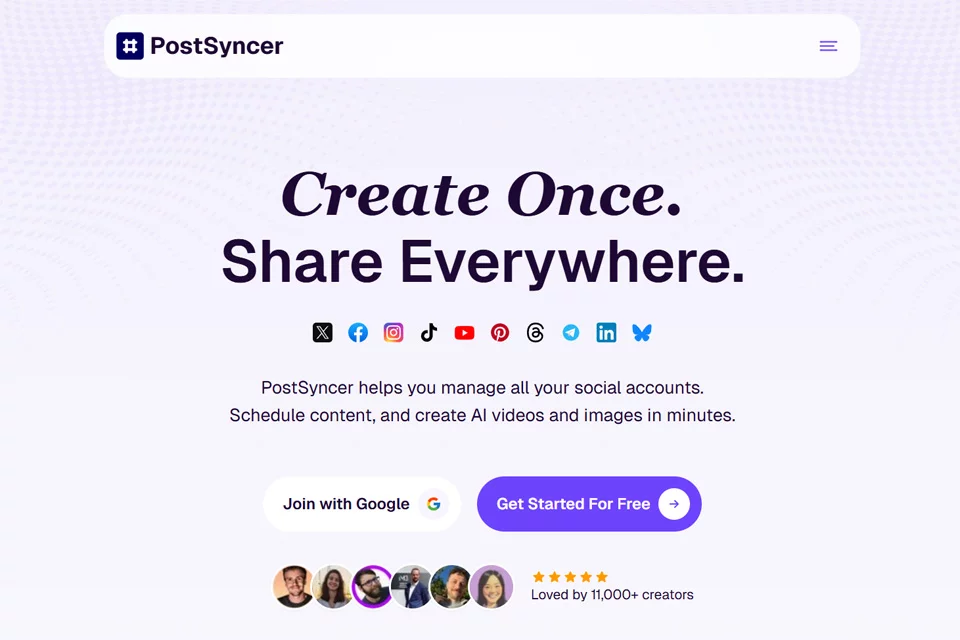 PostSyncer
Create Once.
Share Everywhere.
PostSyncer helps you manage all your social accounts.
Schedule content, and create AI videos and images in minutes.
Join with Google
Get Started For Free
Loved by 11,000+ creators